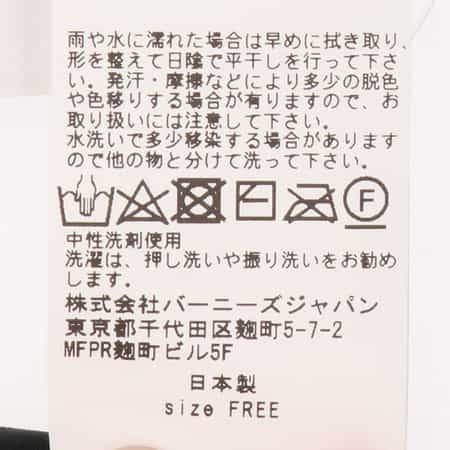 雨や水に濡れた場合は早めに拭き取り、
形を整えて日陰で平干しを行って下さ
い。発汗・摩擦などにより多少の脱色
や色移りする場合が有りますので、お
取り扱いには注意して下さい。
水洗いで多少移染する場合があります
ので他の物と分けて洗って下さい。
F
中性洗剤使用
洗濯は、押し洗いや振り洗いをお勧め
します。
株式会社バーニーズジャパン
東京都千代田区麹町5-7-2
MFPR麹町ビル5F
日本製
size FREE